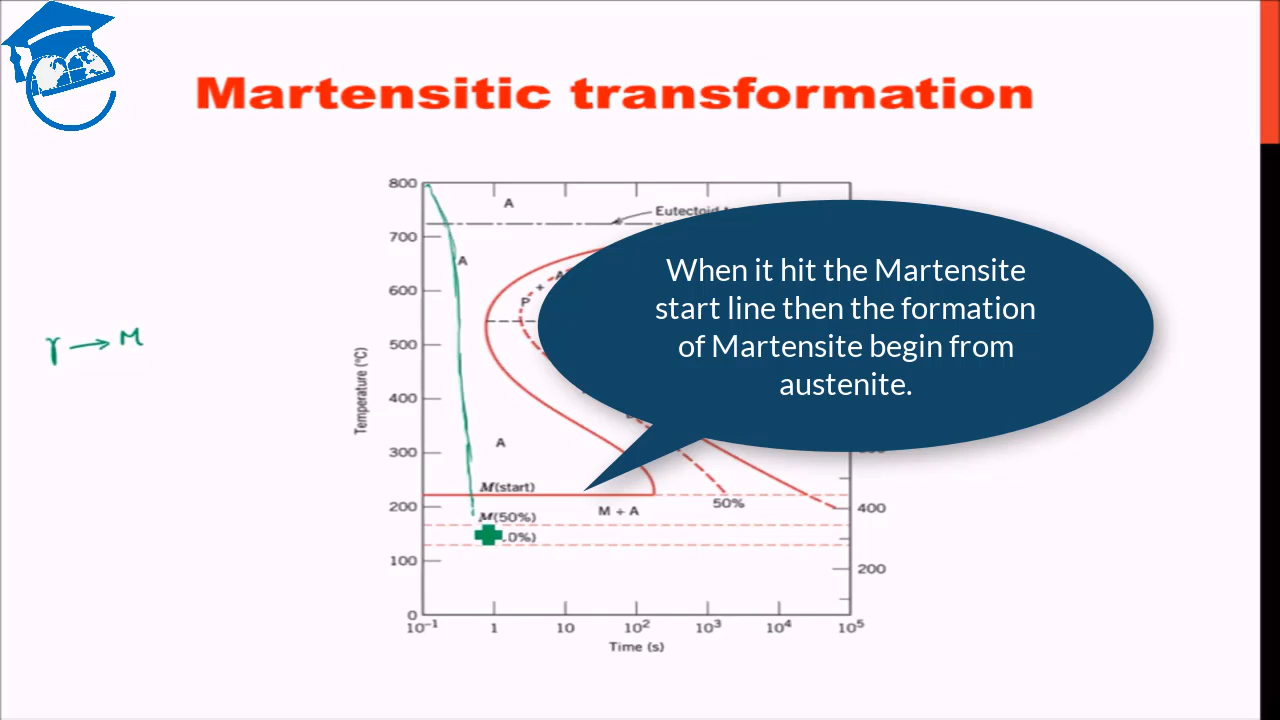 Martensitic transformation
800
A
Eutectoid
700
A
600
P
+
A
When it hit the Martensite
start line then the formation
of Martensite begin from
austenite.
γ → M
500
Temperature (°C)
400
A
300
M(start)
200
M + A
50%
400
M(50%)
0%)
100
200
0
10⁻¹ 1 10 10² 10³ 10⁴ 10⁵
Time (s)